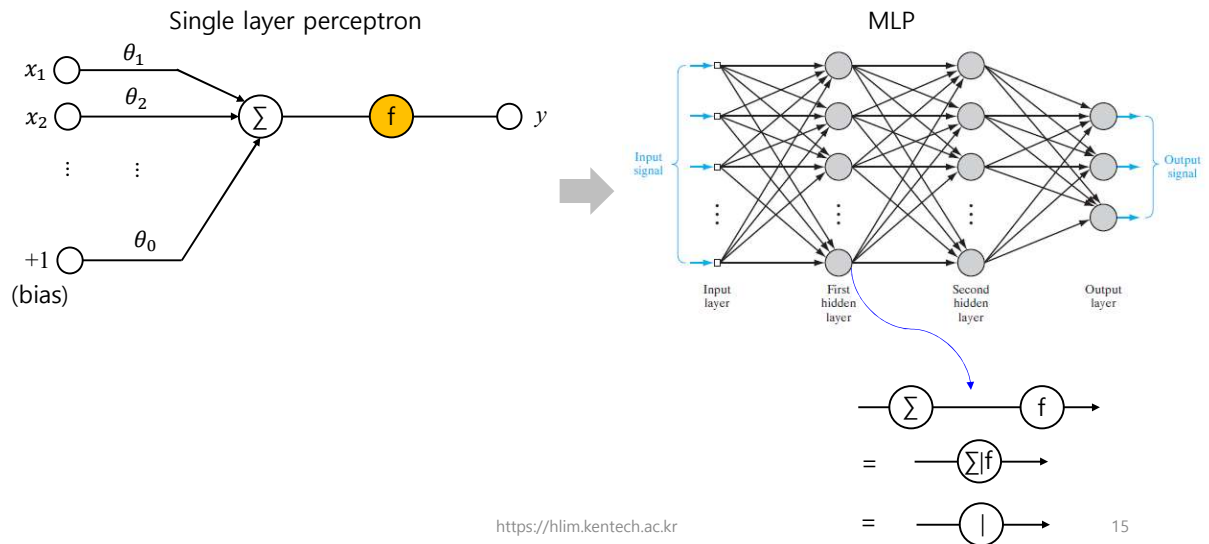 Single layer perceptron
x₁
θ₁
x₂
θ₂
⋮ ⋮
+1
θ₀
(bias)
Σ
f
y
MLP
Input
signal
⋮ ⋮ ⋮
Output
signal
Input
layer
First
hidden
layer
Second
hidden
layer
Output
layer
Σ f
= Σ|f
= |
https://hlim.kentech.ac.kr
15